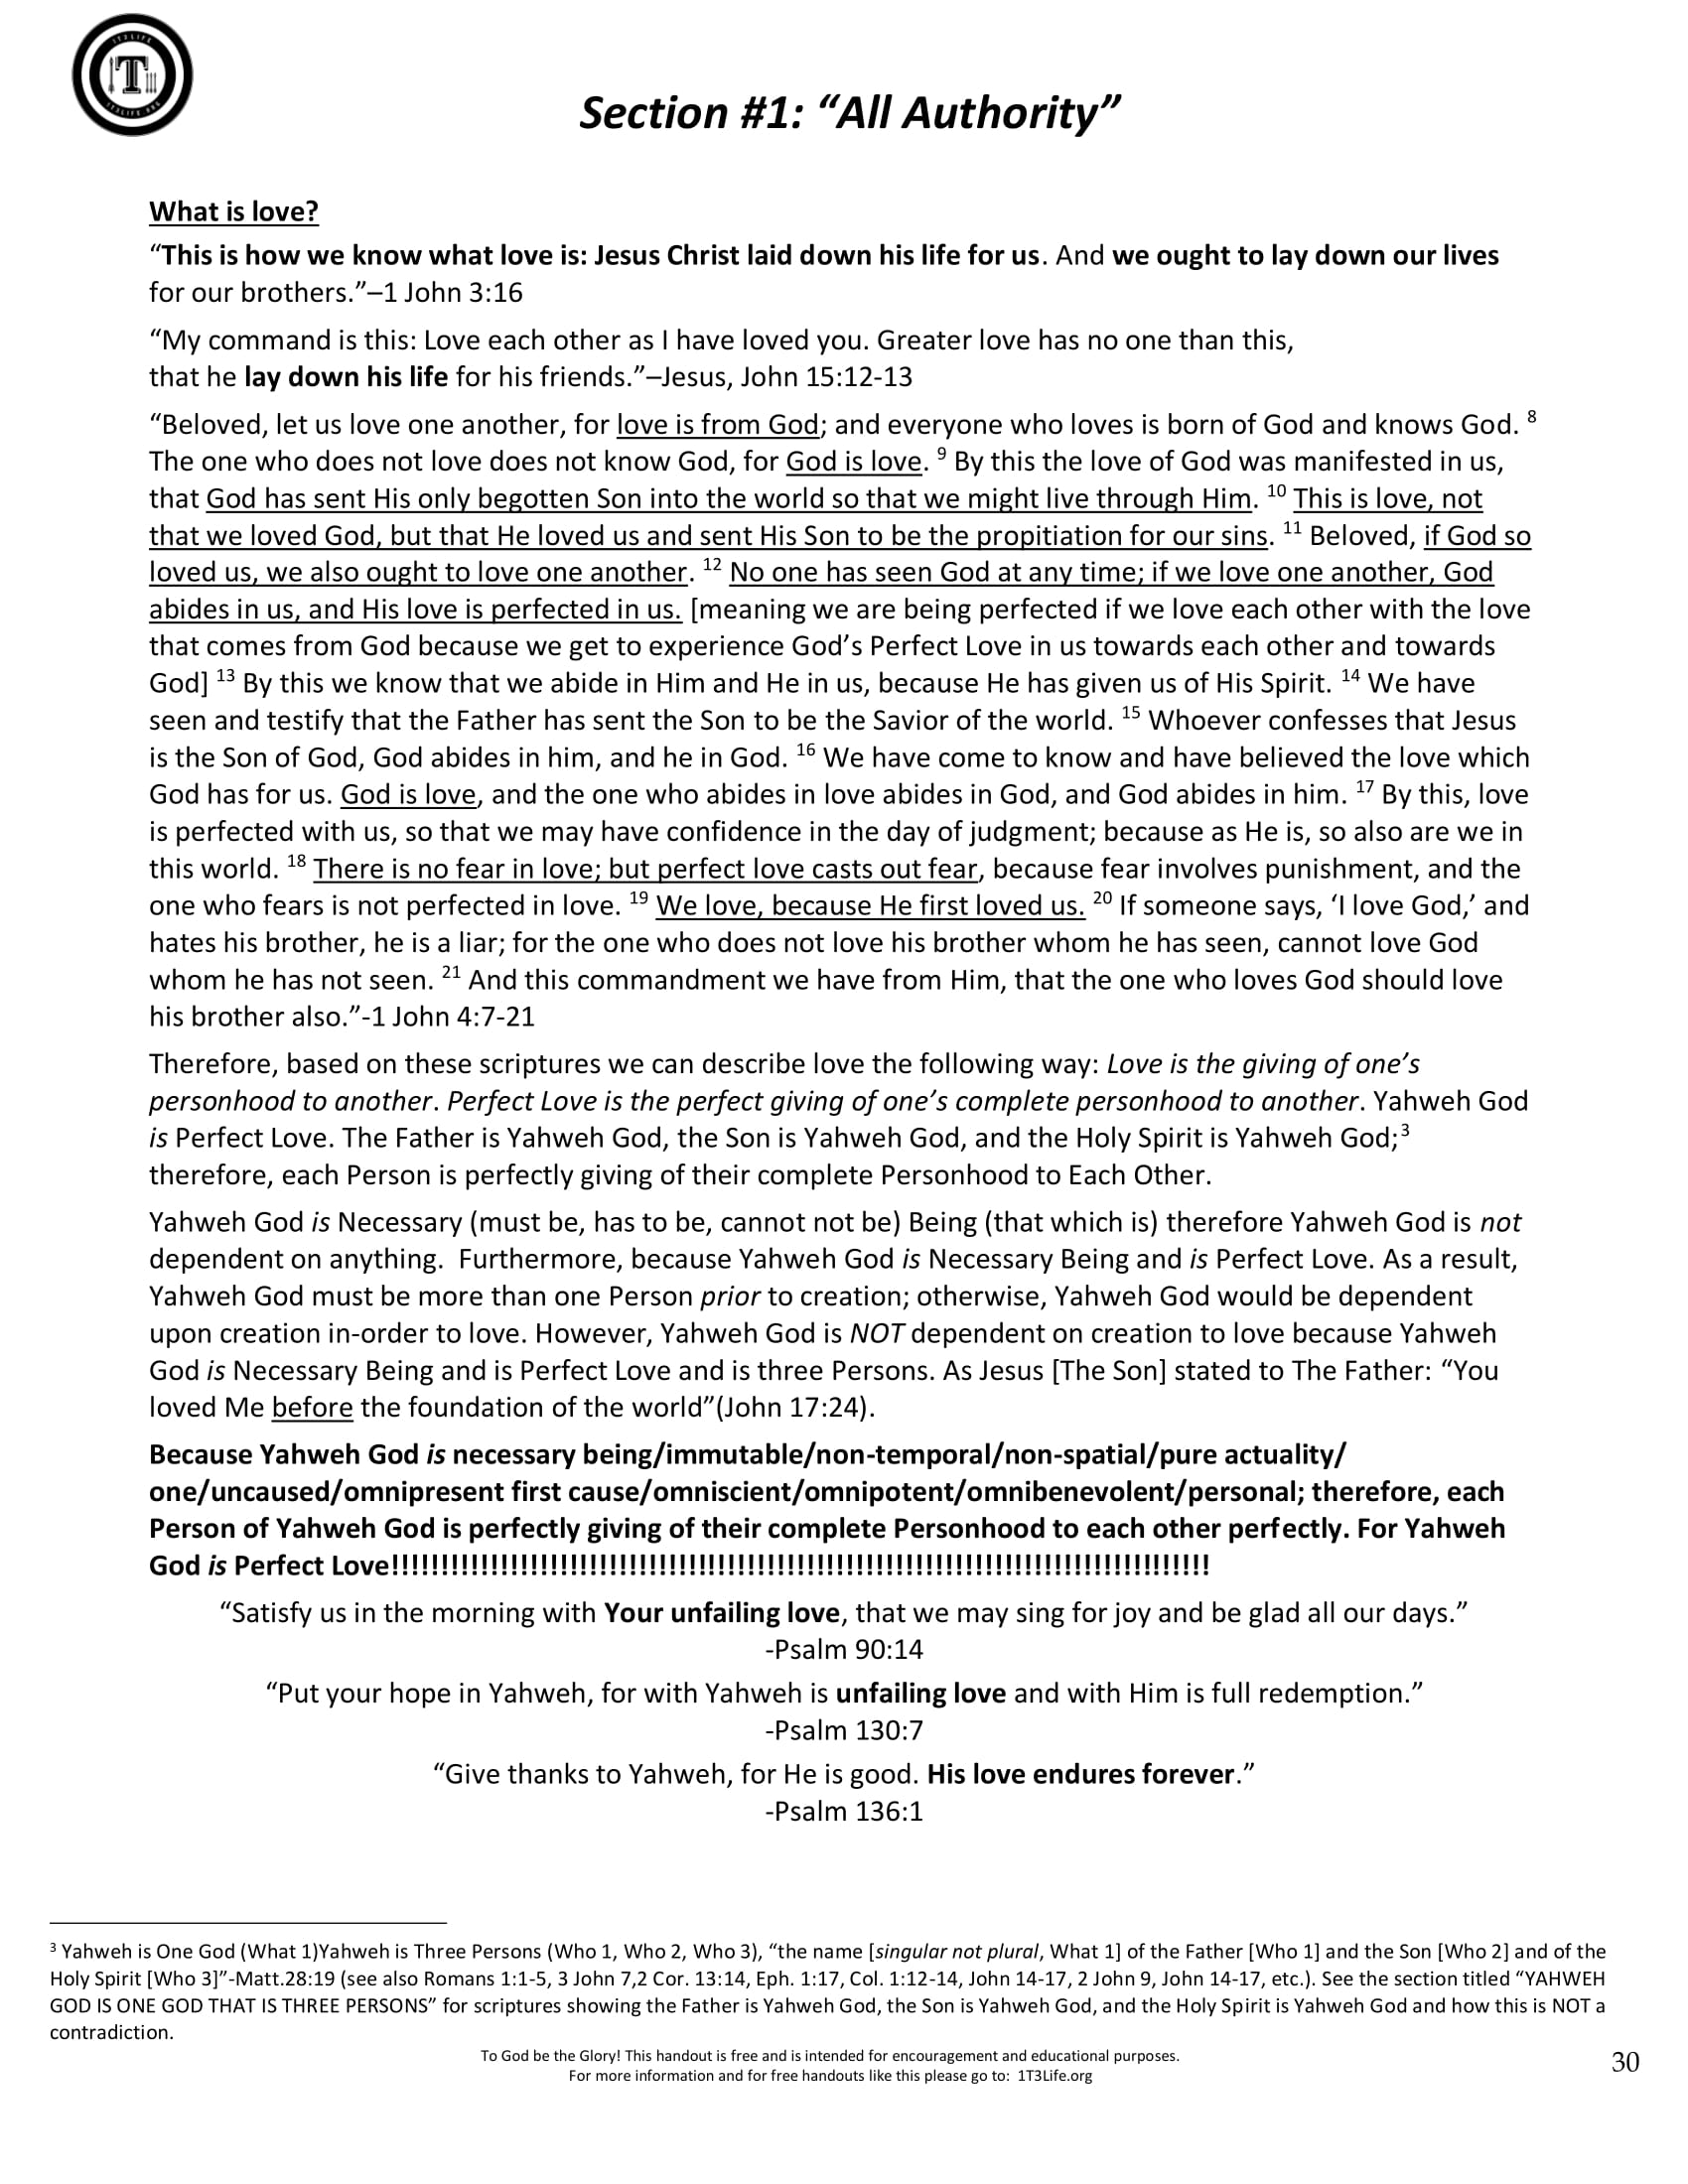 1T3LIFE
T
1T3LIFE.ORG
Section #1: “All Authority”
What is love?
“This is how we know what love is: Jesus Christ laid down his life for us. And we ought to lay down our lives
for our brothers.”–1 John 3:16
“My command is this: Love each other as I have loved you. Greater love has no one than this,
that he lay down his life for his friends.”–Jesus, John 15:12-13
“Beloved, let us love one another, for love is from God; and everyone who loves is born of God and knows God. 8
The one who does not love does not know God, for God is love. 9 By this the love of God was manifested in us,
that God has sent His only begotten Son into the world so that we might live through Him. 10 This is love, not
that we loved God, but that He loved us and sent His Son to be the propitiation for our sins. 11 Beloved, if God so
loved us, we also ought to love one another. 12 No one has seen God at any time; if we love one another, God
abides in us, and His love is perfected in us. [meaning we are being perfected if we love each other with the love
that comes from God because we get to experience God’s Perfect Love in us towards each other and towards
God] 13 By this we know that we abide in Him and He in us, because He has given us of His Spirit. 14 We have
seen and testify that the Father has sent the Son to be the Savior of the world. 15 Whoever confesses that Jesus
is the Son of God, God abides in him, and he in God. 16 We have come to know and have believed the love which
God has for us. God is love, and the one who abides in love abides in God, and God abides in him. 17 By this, love
is perfected with us, so that we may have confidence in the day of judgment; because as He is, so also are we in
this world. 18 There is no fear in love; but perfect love casts out fear, because fear involves punishment, and the
one who fears is not perfected in love. 19 We love, because He first loved us. 20 If someone says, ‘I love God,’ and
hates his brother, he is a liar; for the one who does not love his brother whom he has seen, cannot love God
whom he has not seen. 21 And this commandment we have from Him, that the one who loves God should love
his brother also.”-1 John 4:7-21
Therefore, based on these scriptures we can describe love the following way: Love is the giving of one’s
personhood to another. Perfect Love is the perfect giving of one’s complete personhood to another. Yahweh God
is Perfect Love. The Father is Yahweh God, the Son is Yahweh God, and the Holy Spirit is Yahweh God;3
therefore, each Person is perfectly giving of their complete Personhood to Each Other.
Yahweh God is Necessary (must be, has to be, cannot not be) Being (that which is) therefore Yahweh God is not
dependent on anything.  Furthermore, because Yahweh God is Necessary Being and is Perfect Love. As a result,
Yahweh God must be more than one Person prior to creation; otherwise, Yahweh God would be dependent
upon creation in-order to love. However, Yahweh God is NOT dependent on creation to love because Yahweh
God is Necessary Being and is Perfect Love and is three Persons. As Jesus [The Son] stated to The Father: “You
loved Me before the foundation of the world”(John 17:24).
Because Yahweh God is necessary being/immutable/non-temporal/non-spatial/pure actuality/
one/uncaused/omnipresent first cause/omniscient/omnipotent/omnibenevolent/personal; therefore, each
Person of Yahweh God is perfectly giving of their complete Personhood to each other perfectly. For Yahweh
God is Perfect Love!!!!!!!!!!!!!!!!!!!!!!!!!!!!!!!!!!!!!!!!!!!!!!!!!!!!!!!!!!!!!!!!!!!!!!!!!!!!!!!!!!!
“Satisfy us in the morning with Your unfailing love, that we may sing for joy and be glad all our days.”
-Psalm 90:14
“Put your hope in Yahweh, for with Yahweh is unfailing love and with Him is full redemption.”
-Psalm 130:7
“Give thanks to Yahweh, for He is good. His love endures forever.”
-Psalm 136:1
3 Yahweh is One God (What 1)Yahweh is Three Persons (Who 1, Who 2, Who 3), “the name [singular not plural, What 1] of the Father [Who 1] and the Son [Who 2] and of the
Holy Spirit [Who 3]”-Matt.28:19 (see also Romans 1:1-5, 3 John 7,2 Cor. 13:14, Eph. 1:17, Col. 1:12-14, John 14-17, 2 John 9, John 14-17, etc.). See the section titled “YAHWEH
GOD IS ONE GOD THAT IS THREE PERSONS” for scriptures showing the Father is Yahweh God, the Son is Yahweh God, and the Holy Spirit is Yahweh God and how this is NOT a
contradiction.
To God be the Glory! This handout is free and is intended for encouragement and educational purposes.
For more information and for free handouts like this please go to:  1T3Life.org
30